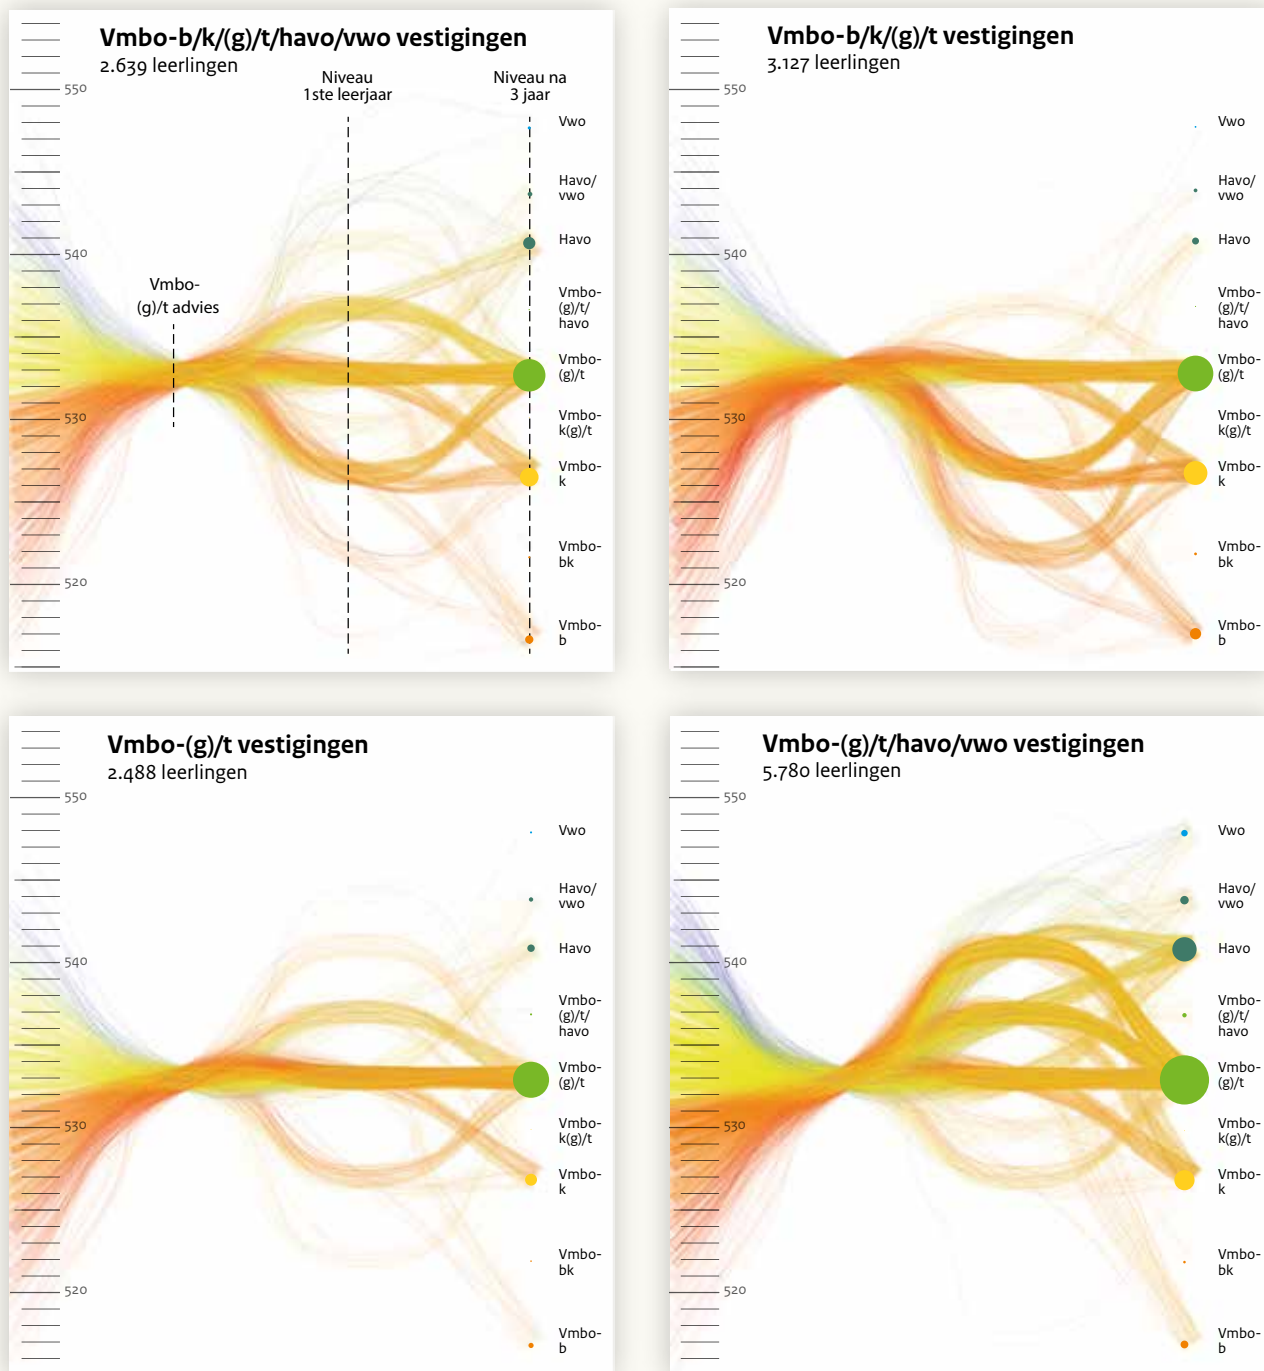 Vmbo-b/k/(g)/t/havo/vwo vestigingen
2.639 leerlingen
Niveau
1ste leerjaar
Niveau na
3 jaar
550
540
530
520
Vmbo-
(g)/t advies
Vwo
Havo/
vwo
Havo
Vmbo-
(g)/t/
havo
Vmbo-
(g)/t
Vmbo-
k(g)/t
Vmbo-
k
Vmbo-
bk
Vmbo-
b
Vmbo-b/k/(g)/t vestigingen
3.127 leerlingen
550
540
530
520
Vwo
Havo/
vwo
Havo
Vmbo-
(g)/t/
havo
Vmbo-
(g)/t
Vmbo-
k(g)/t
Vmbo-
k
Vmbo-
bk
Vmbo-
b
Vmbo-(g)/t vestigingen
2.488 leerlingen
550
540
530
520
Vwo
Havo/
vwo
Havo
Vmbo-
(g)/t/
havo
Vmbo-
(g)/t
Vmbo-
k(g)/t
Vmbo-
k
Vmbo-
bk
Vmbo-
b
Vmbo-(g)/t/havo/vwo vestigingen
5.780 leerlingen
550
540
530
520
Vwo
Havo/
vwo
Havo
Vmbo-
(g)/t/
havo
Vmbo-
(g)/t
Vmbo-
k(g)/t
Vmbo-
k
Vmbo-
bk
Vmbo-
b